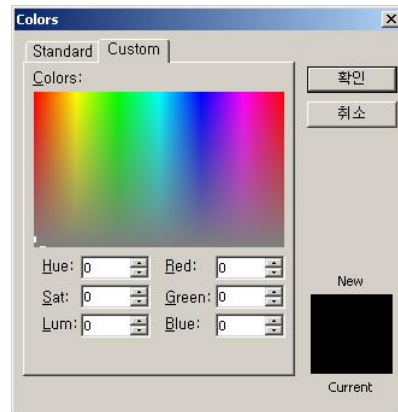 Colors
Standard Custom
Colors:
확인
취소
Hue: 0 Red: 0
Sat: 0 Green: 0
Lum: 0 Blue: 0
New
Current